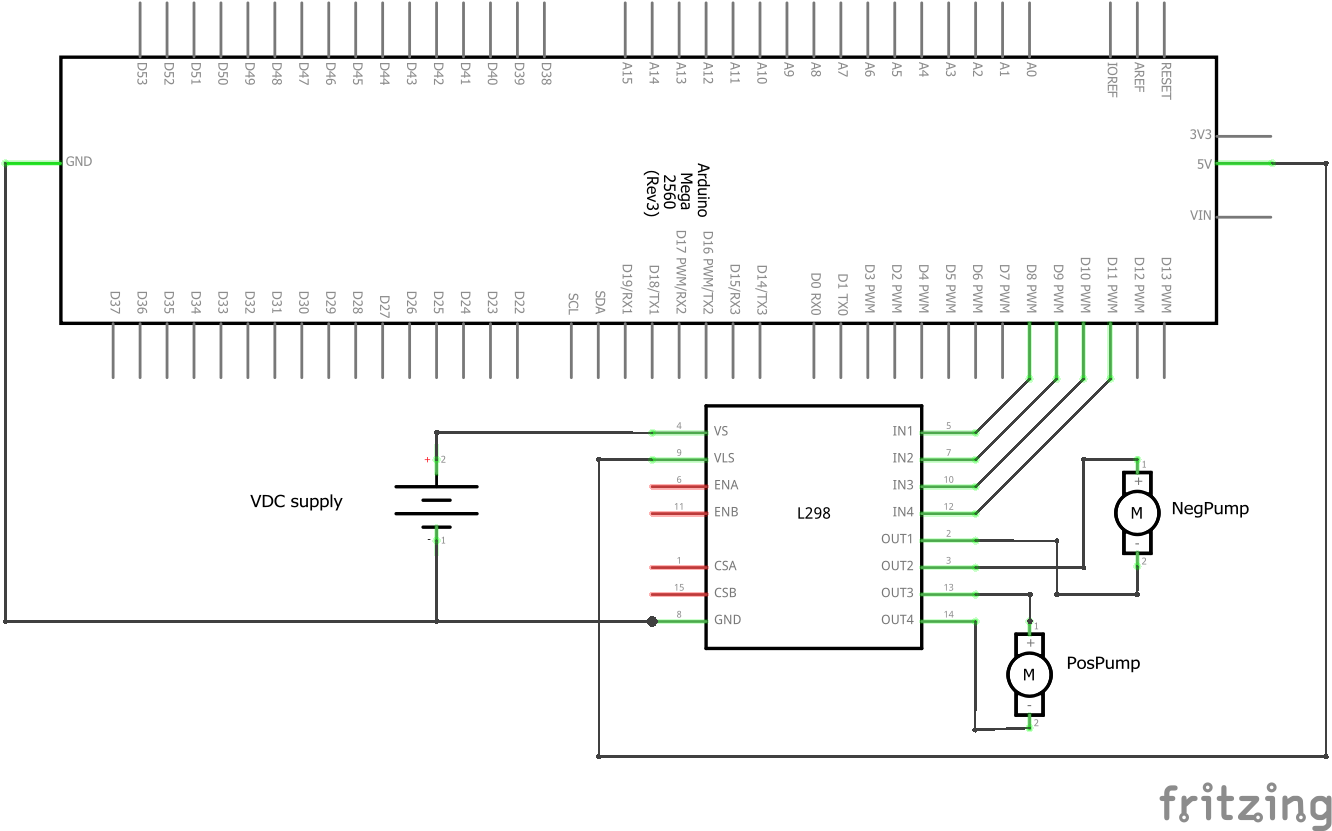 D53 D52 D51 D50 D49 D48 D47 D46 D45 D44 D43 D42 D41 D40 D39 D38 A15 A14 A13 A12 A11 A10 A9 A8 A7 A6 A5 A4 A3 A2 A1 A0 IOREF AREF RESET
3V3
GND
5V
VIN
Arduino
Mega
2560
(Rev3)
D37 D36 D35 D34 D33 D32 D31 D30 D29 D28 D27 D26 D25 D24 D23 D22 SCL SDA D19/RX1 D18/TX1 D17 PWM/RX2 D16 PWM/TX2 D15/RX3 D14/TX3 D0 RX0 D1 TX0 D3 PWM D2 PWM D4 PWM D5 PWM D6 PWM D7 PWM D8 PWM D9 PWM D10 PWM D11 PWM D12 PWM D13 PWM
4 VS IN1 5
+ 2 9 VLS IN2 7 1
6 ENA IN3 10 +
VDC supply
11 ENB L298 IN4 12 M NegPump
- 1 OUT1 2 -
1 CSA OUT2 3 2
15 CSB OUT3 13
8 GND OUT4 14
1
+
M PosPump
-
2
fritzing